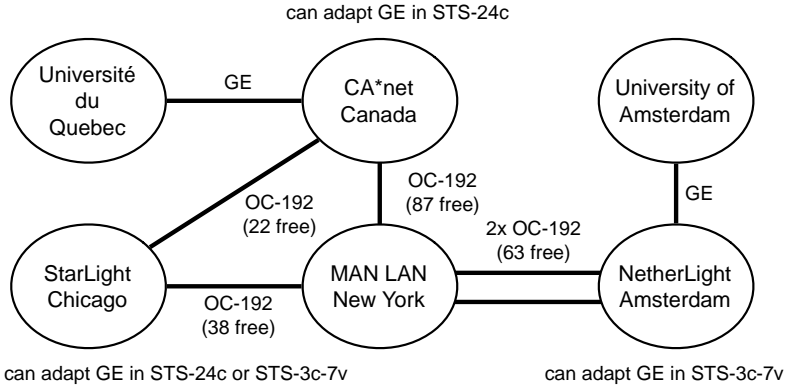 can adapt GE in STS-24c
Université
du
Quebec
GE
CA*net
Canada
University of
Amsterdam
OC-192
(22 free)
OC-192
(87 free)
GE
2x OC-192
(63 free)
StarLight
Chicago
OC-192
(38 free)
MAN LAN
New York
NetherLight
Amsterdam
can adapt GE in STS-24c or STS-3c-7v
can adapt GE in STS-3c-7v